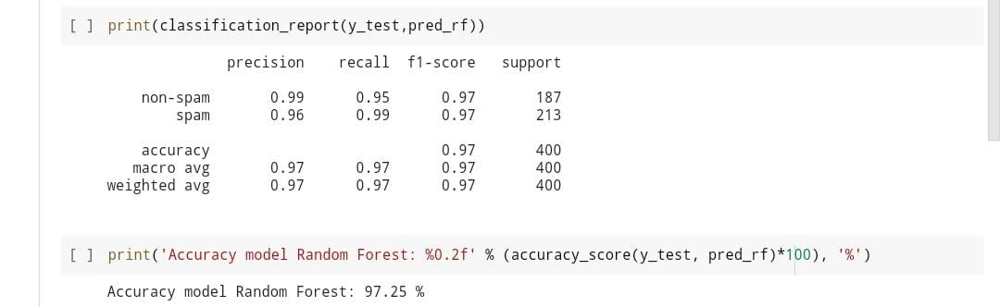 [ ] print(classification_report(y_test,pred_rf))
precision recall f1-score support
non-spam 0.99 0.95 0.97 187
spam 0.96 0.99 0.97 213
accuracy 0.97 400
macro avg 0.97 0.97 0.97 400
weighted avg 0.97 0.97 0.97 400
[ ] print('Accuracy model Random Forest: %0.2f' % (accuracy_score(y_test, pred_rf)*100), '%')
Accuracy model Random Forest: 97.25 %